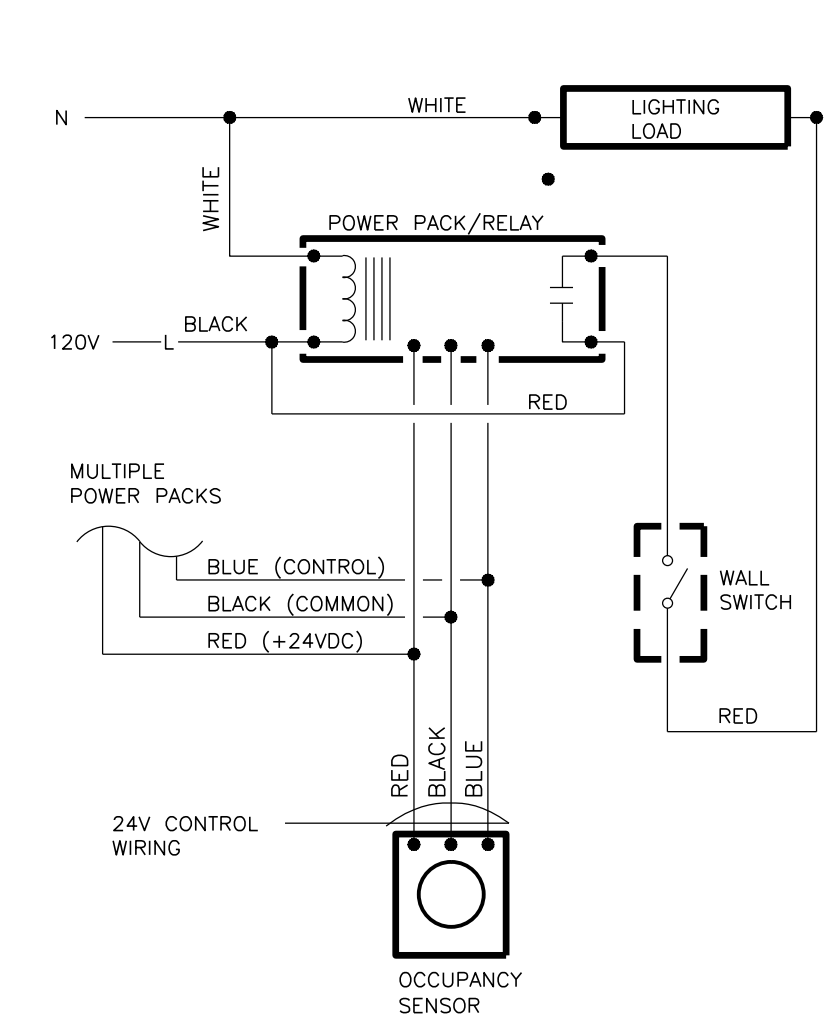 N
WHITE
LIGHTING
LOAD
WHITE
POWER PACK/RELAY
120V
L
BLACK
RED
MULTIPLE
POWER PACKS
BLUE (CONTROL)
BLACK (COMMON)
RED (+24VDC)
WALL
SWITCH
RED
RED
BLACK
BLUE
24V CONTROL
WIRING
OCCUPANCY
SENSOR